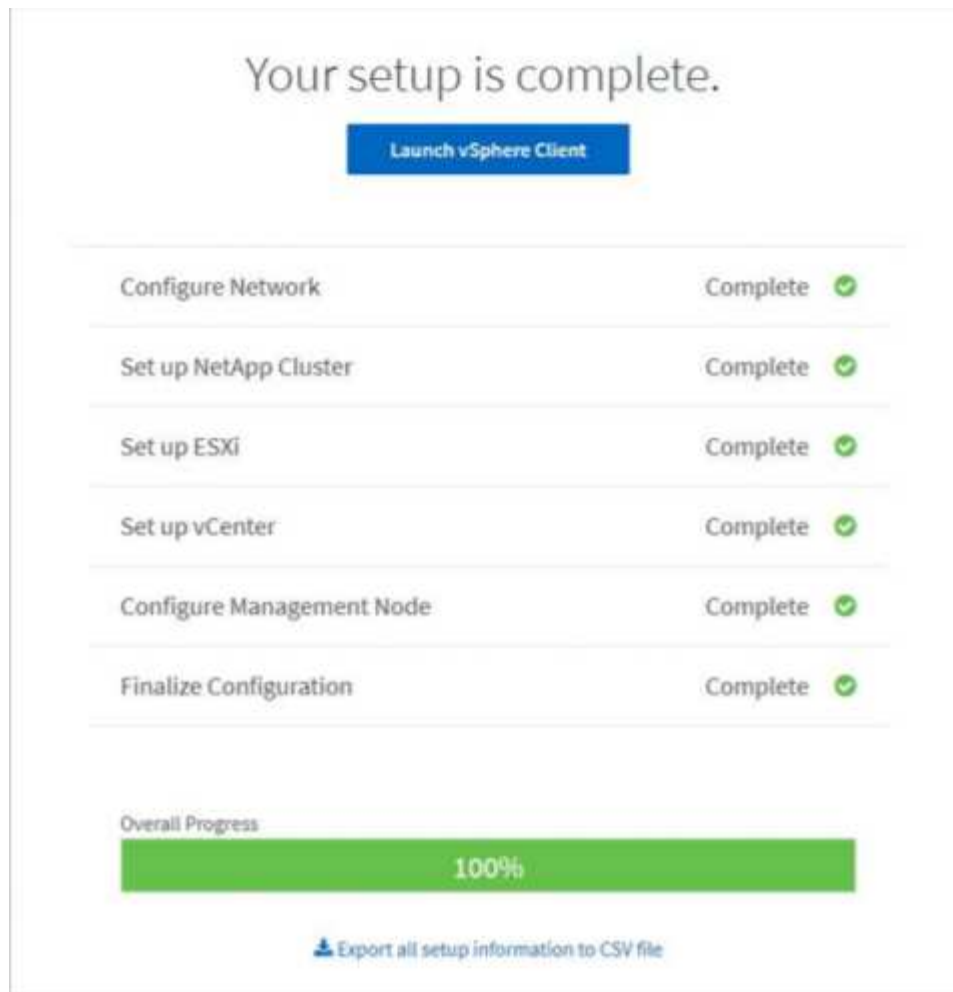 Your setup is complete.
Launch vSphere Client
Configure Network Complete
Set up NetApp Cluster Complete
Set up ESXi Complete
Set up vCenter Complete
Configure Management Node Complete
Finalize Configuration Complete
Overall Progress
100%
Export all setup information to CSV file